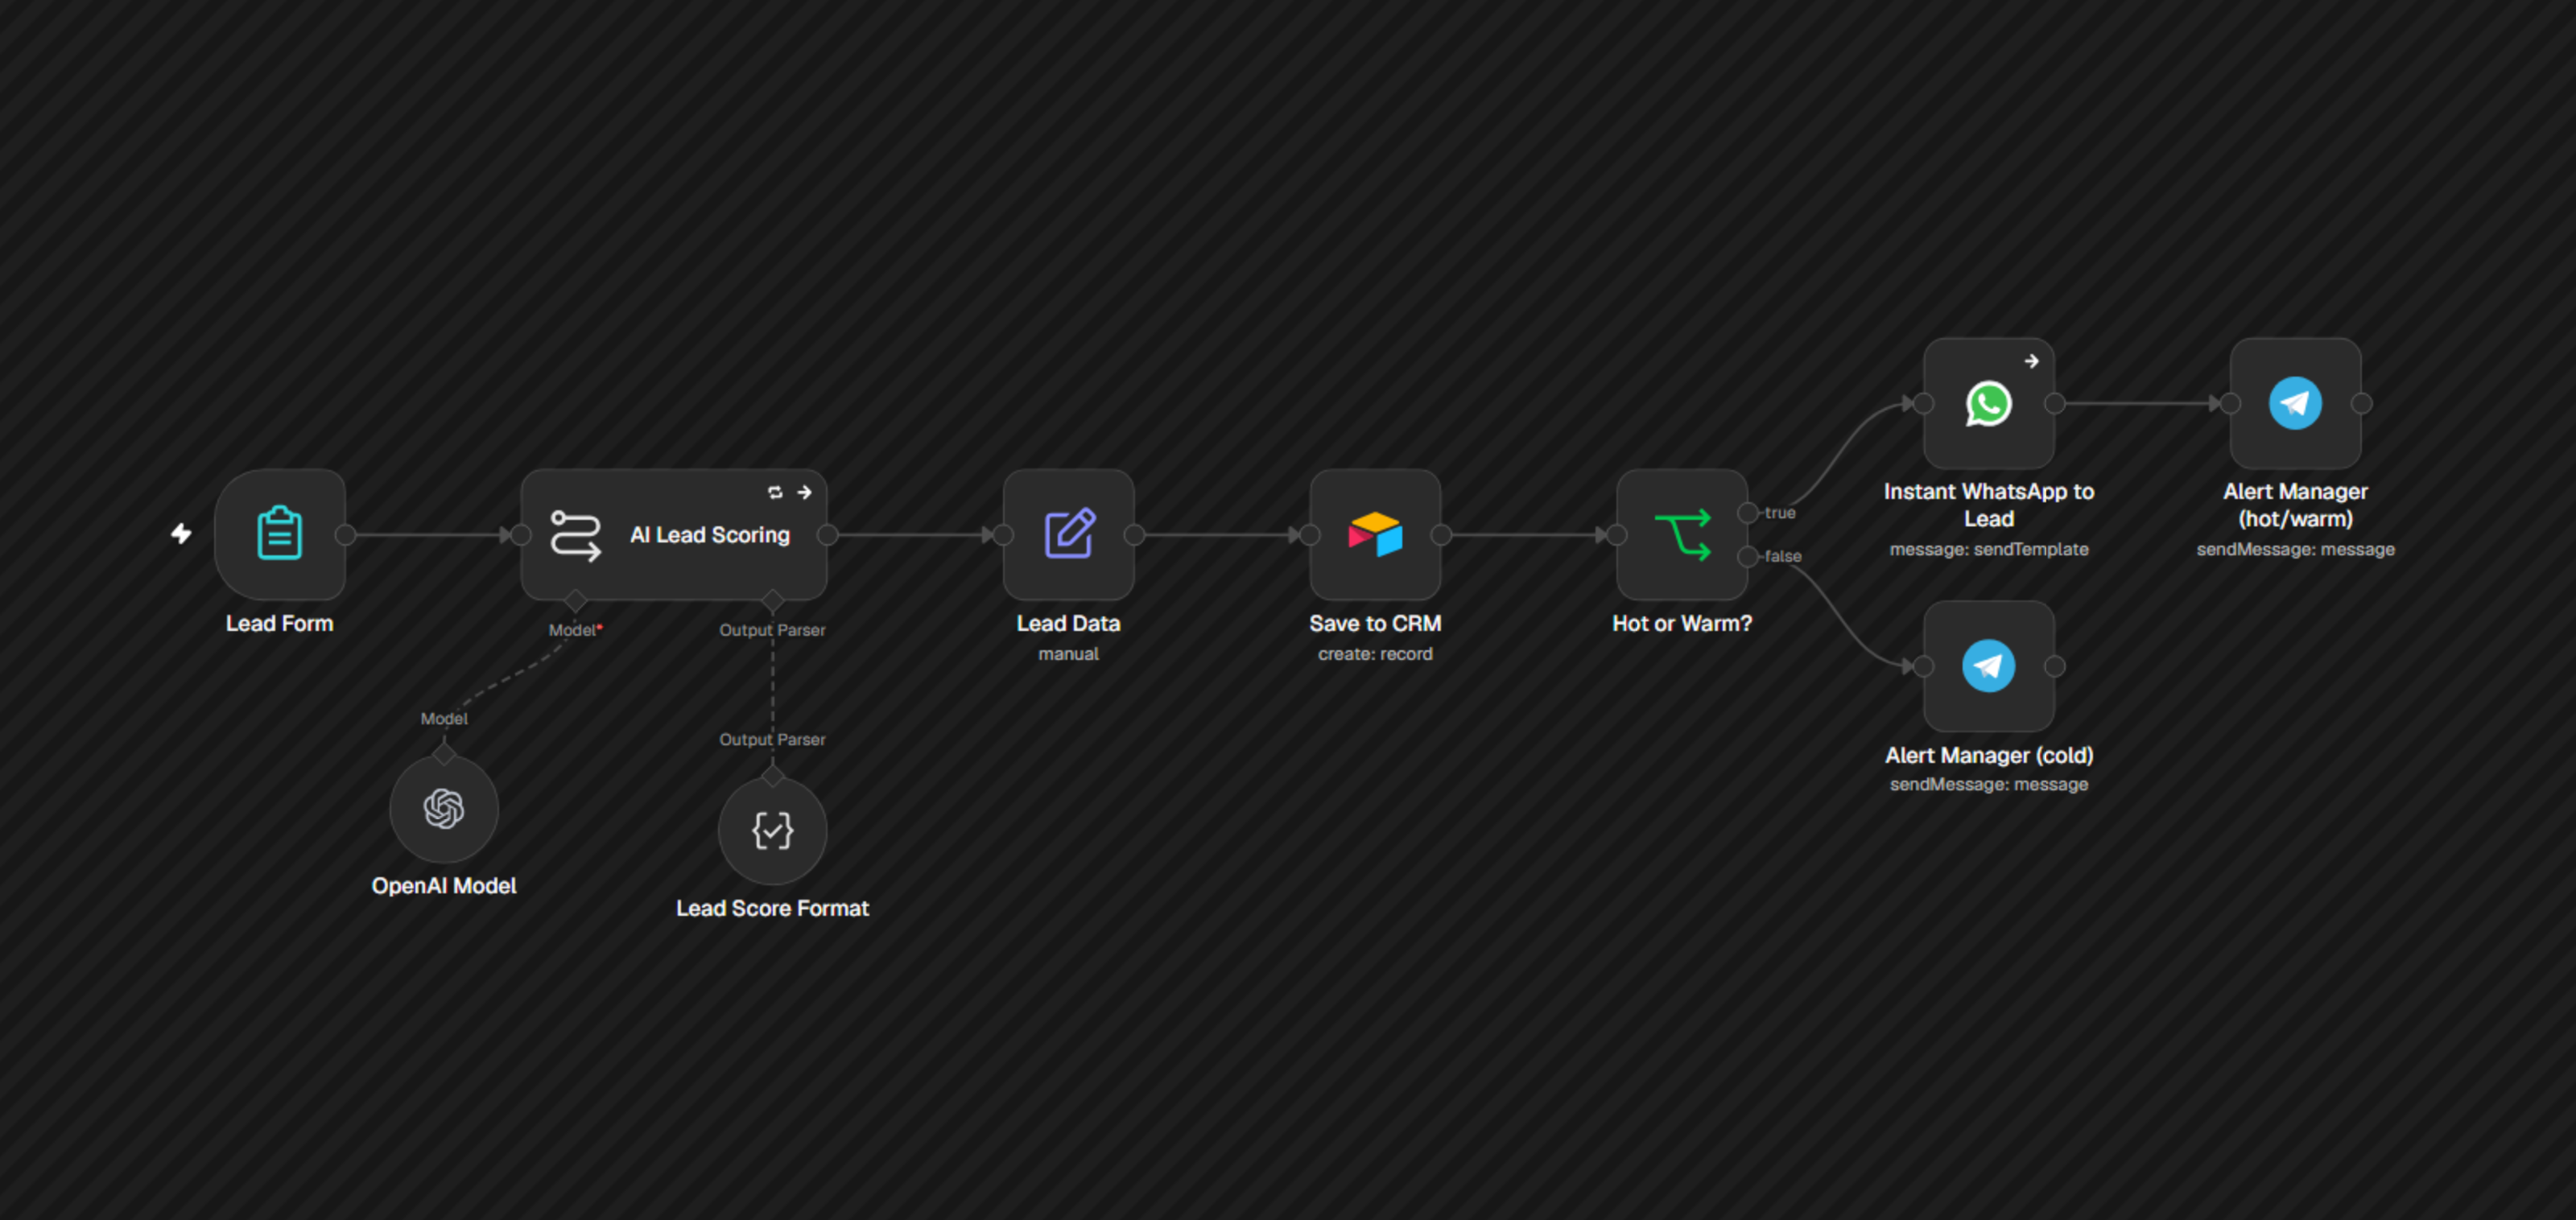 true
false
Instant WhatsApp to
Lead
message: sendTemplate
Alert Manager
(hot/warm)
sendMessage: message
AI Lead Scoring
Lead Form
Model*
Output Parser
Lead Data
manual
Save to CRM
create: record
Hot or Warm?
Model
Output Parser
Alert Manager (cold)
sendMessage: message
OpenAI Model
Lead Score Format